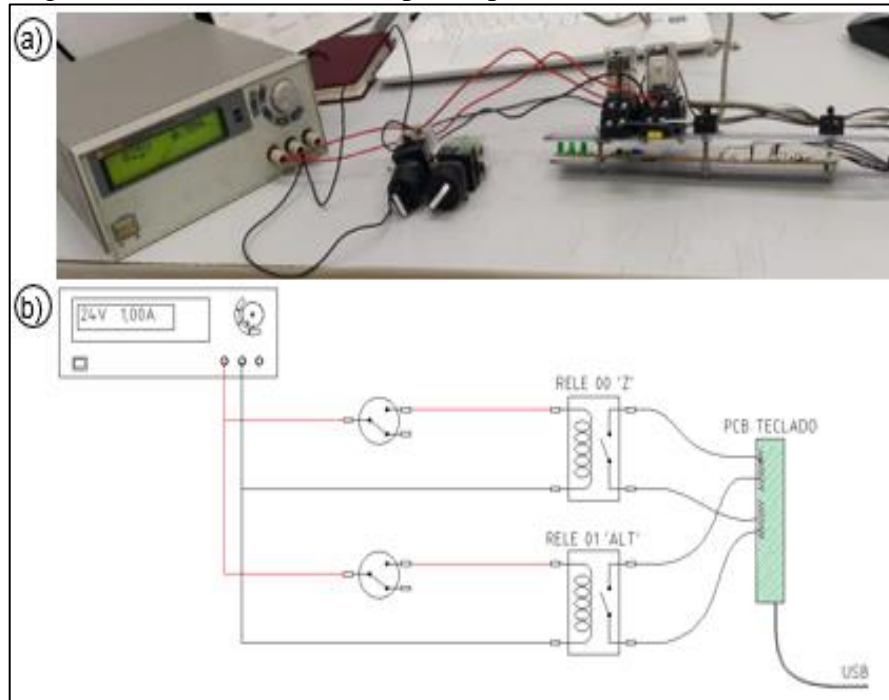 a)
b)
24V 1,00A
RELE 00 'Z'
PCB TECLADO
RELE 01 'ALT'
USB